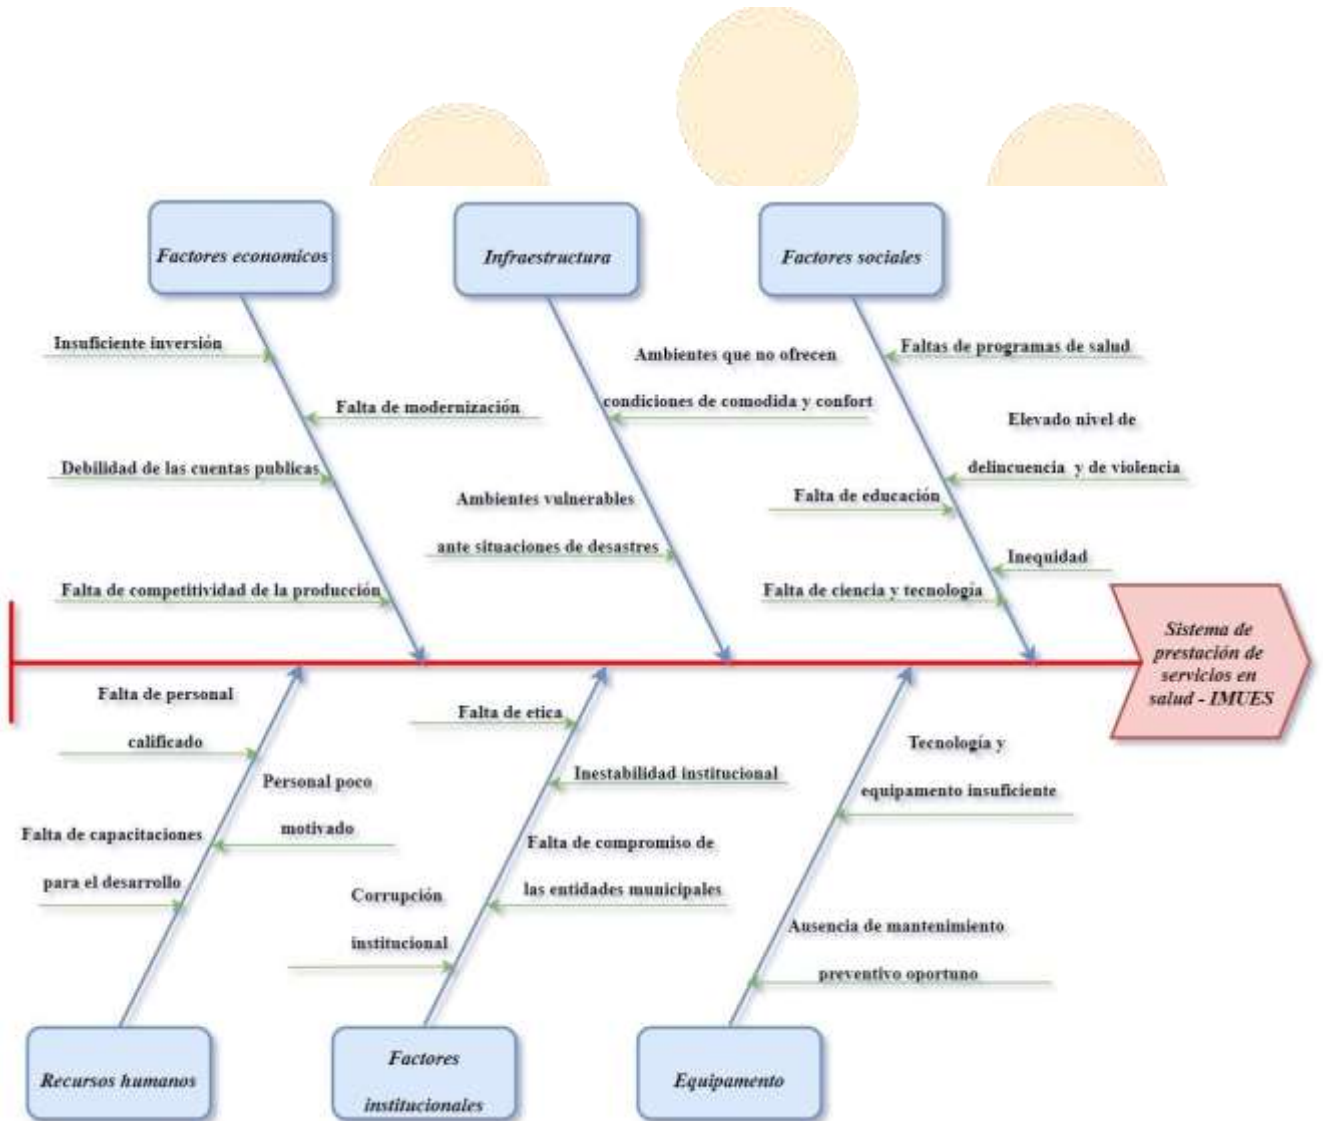 Factores economicos
Infraestructura
Factores sociales
Insuficiente inversión
Falta de modernización
Debilidad de las cuentas publicas
Falta de competitividad de la producción
Ambientes que no ofrecen
condiciones de comodida y confort
Ambientes vulnerables
ante situaciones de desastres
Faltas de programas de salud
Elevado nivel de
delincuencia y de violencia
Falta de educación
Inequidad
Falta de ciencia y tecnología
Sistema de
prestación de
servicios en
salud - IMUES
Falta de personal
calificado
Personal poco
motivado
Falta de capacitaciones
para el desarrollo
Falta de etica
Inestabilidad institucional
Falta de compromiso de
las entidades municipales
Corrupción
institucional
Tecnología y
equipamento insuficiente
Ausencia de mantenimiento
preventivo oportuno
Recursos humanos
Factores
institucionales
Equipamento